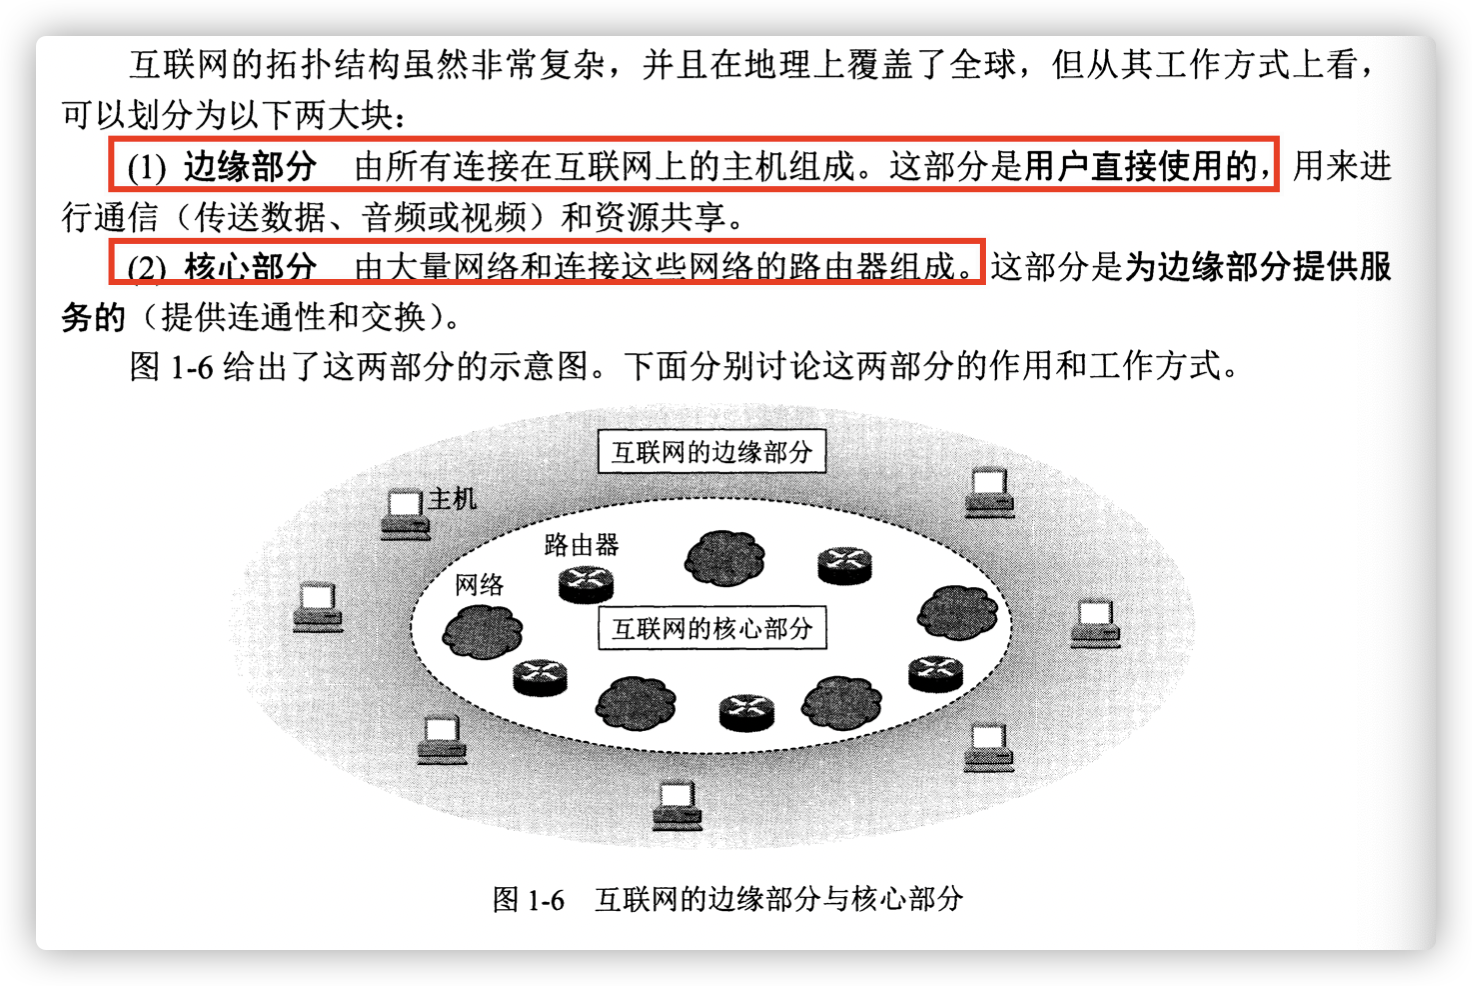 互联网的拓扑结构虽然非常复杂，并且在地理上覆盖了全球，但从其工作方式上看，
可以划分为以下两大块：
(1) 边缘部分　由所有连接在互联网上的主机组成。这部分是用户直接使用的，用来进
行通信（传送数据、音频或视频）和资源共享。
(2) 核心部分　由大量网络和连接这些网络的路由器组成。这部分是为边缘部分提供服
务的（提供连通性和交换）。
图 1-6 给出了这两部分的示意图。下面分别讨论这两部分的作用和工作方式。
互联网的边缘部分
主机
路由器
网络
互联网的核心部分
图 1-6　互联网的边缘部分与核心部分